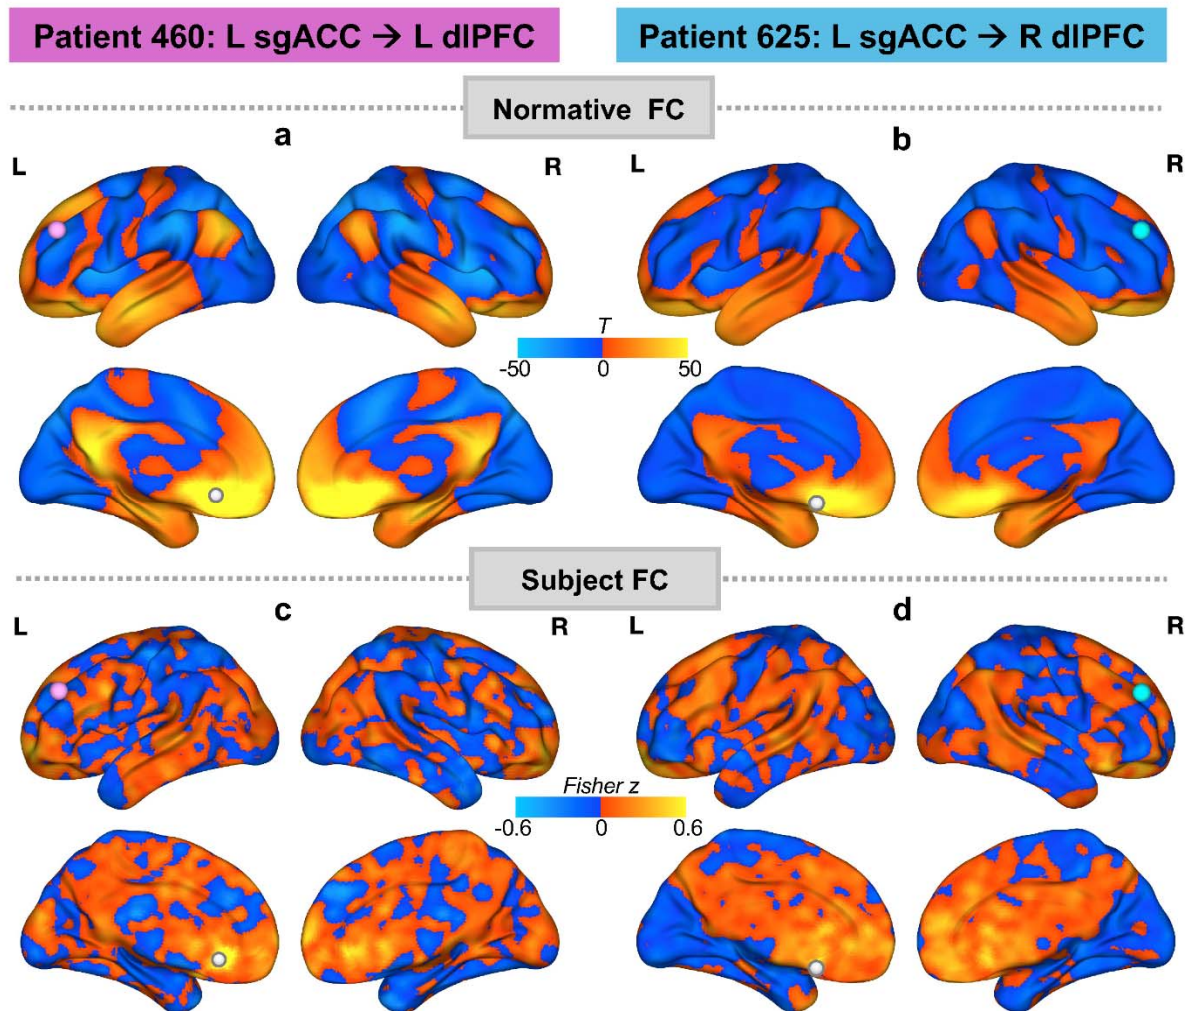 Patient 460: L sgACC → L dlPFC
Patient 625: L sgACC → R dlPFC
Normative FC
a
b
L
R
L
R
T
-50 0 50
Subject FC
c
d
L
R
L
R
Fisher z
-0.6 0 0.6